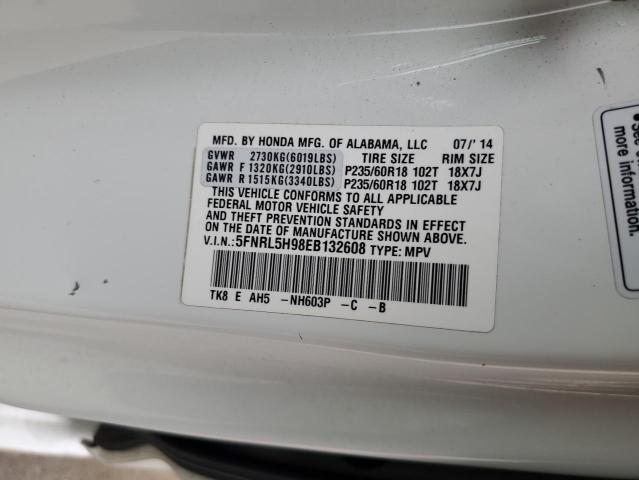 MFD. BY HONDA MFG. OF ALABAMA, LLC 07/'14
GVWR 2730KG(6019LBS) TIRE SIZE RIM SIZE
GAWR F 1320KG(2910LBS) P235/60R18 102T 18X7J
GAWR R 1515KG(3340LBS) P235/60R18 102T 18X7J
THIS VEHICLE CONFORMS TO ALL APPLICABLE
FEDERAL MOTOR VEHICLE SAFETY
AND THEFT PREVENTION STANDARDS IN EFFECT
ON THE DATE OF MANUFACTURE SHOWN ABOVE.
V.I.N.:5FNRL5H98EB132608 TYPE: MPV
TK8 E AH5 -NH603P -C -B
•See
more
information.